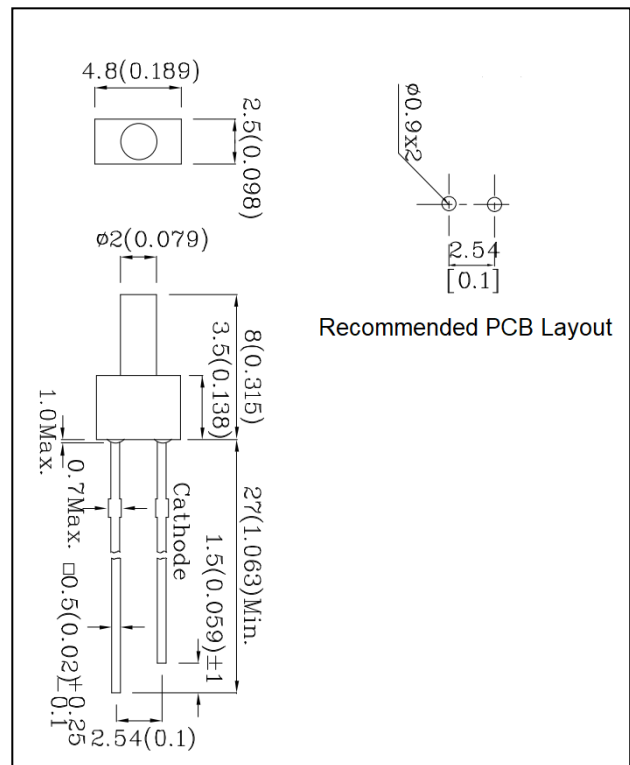 4.8(0.189)
2.5(0.098)
ø0.9x2
2.54
[0.1]
Recommended PCB Layout
ø2(0.079)
8(0.315)
3.5(0.138)
1.0Max.
0.7Max.
□0.5(0.02)+0.25
-0.1
Cathode
1.5(0.059)±1
27(1.063)Min.
2.54(0.1)